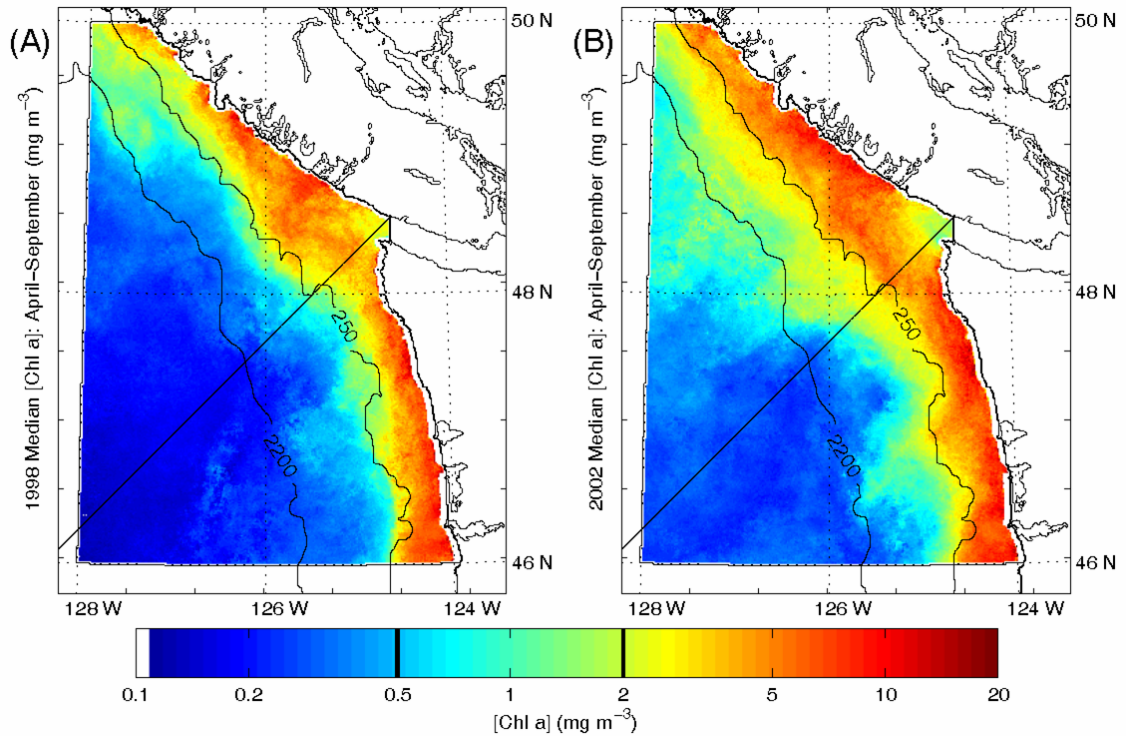 (A)
1998 Median [Chl a]: April–September (mg m⁻³)
250
2200
128 W
126 W
124 W
50 N
48 N
46 N
(B)
2002 Median [Chl a]: April–September (mg m⁻³)
250
2200
128 W
126 W
124 W
50 N
48 N
46 N
0.1 0.2 0.5 1 2 5 10 20
[Chl a] (mg m⁻³)